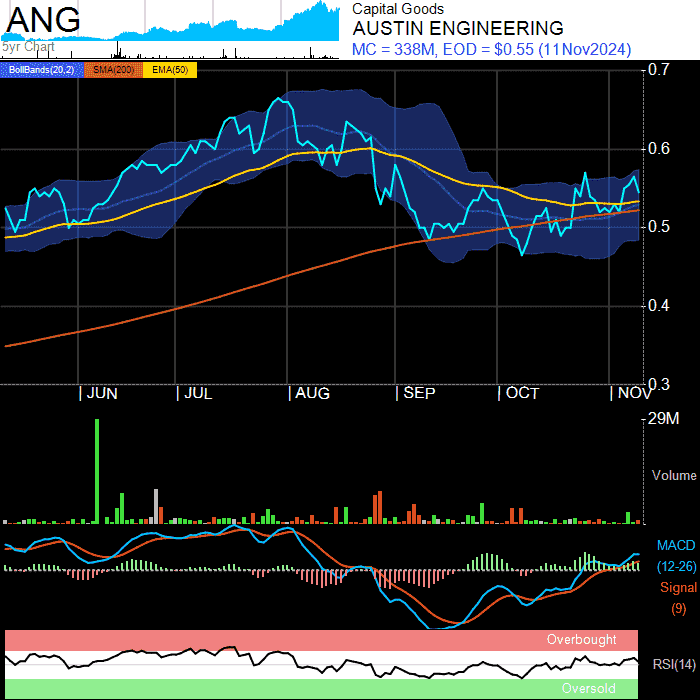 ANG
5yr Chart
Capital Goods
AUSTIN ENGINEERING
MC = 338M, EOD = $0.55 (11Nov2024)
BollBands(20,2) SMA(200) EMA(50)
0.7
0.6
0.5
0.4
0.3
JUN JUL AUG SEP OCT NOV
29M
Volume
MACD
(12-26)
Signal
(9)
Overbought
RSI(14)
Oversold